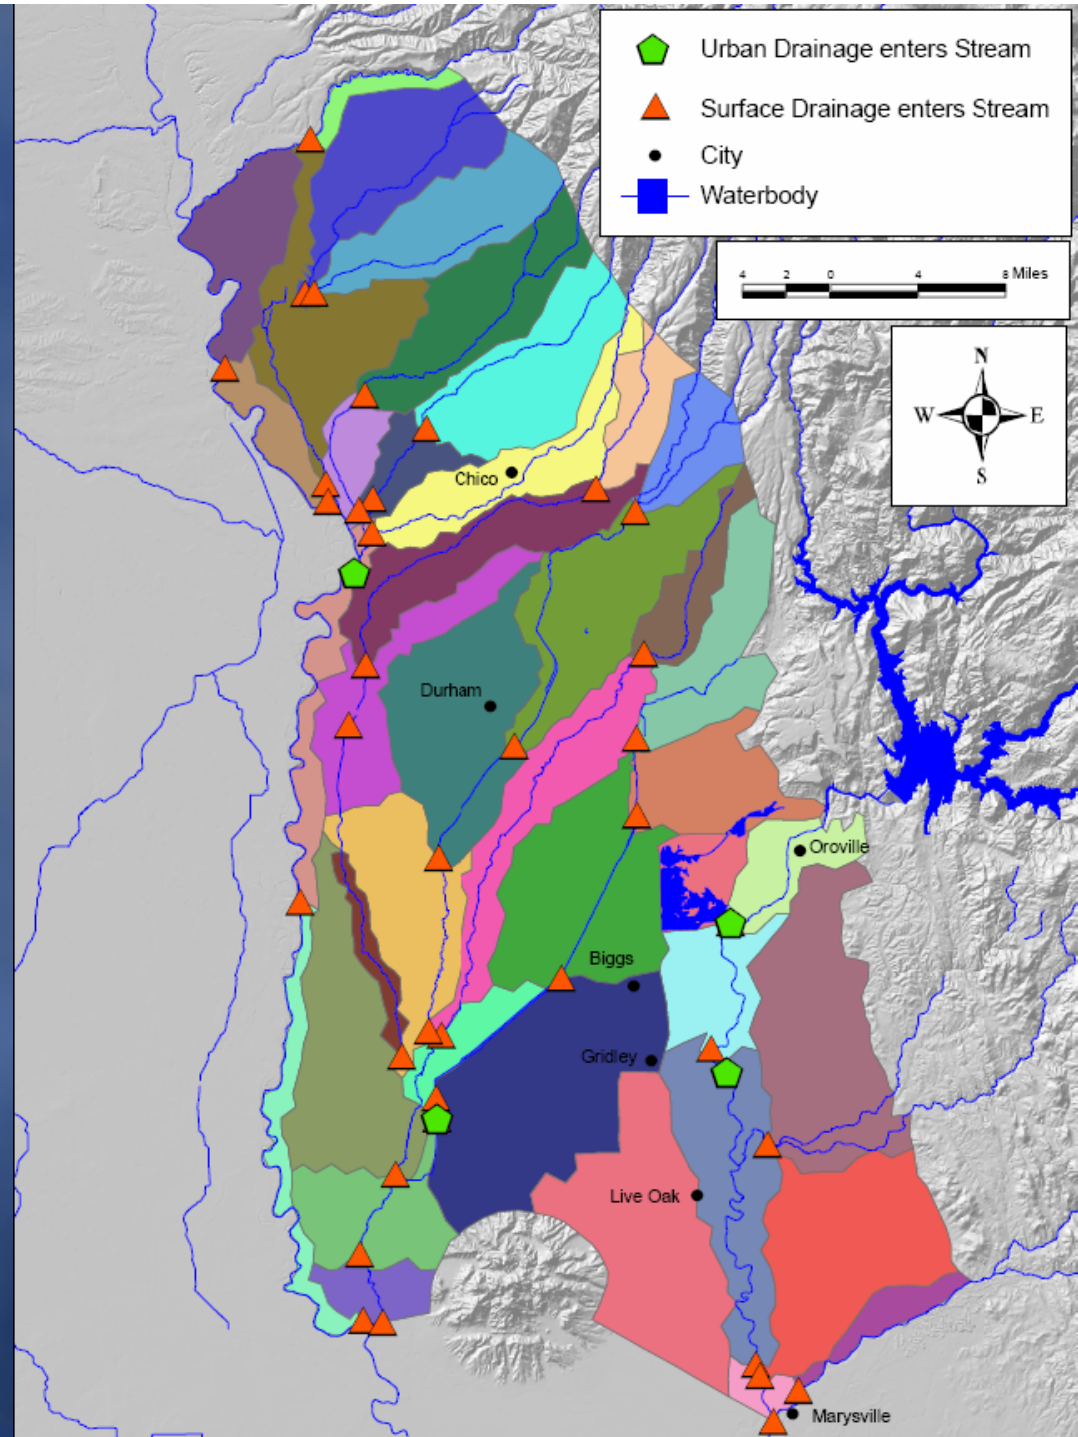 Urban Drainage enters Stream
Surface Drainage enters Stream
City
Waterbody
4 2 0 4 8 Miles
N
W E
S
Chico
Durham
Oroville
Biggs
Gridley
Live Oak
Marysville